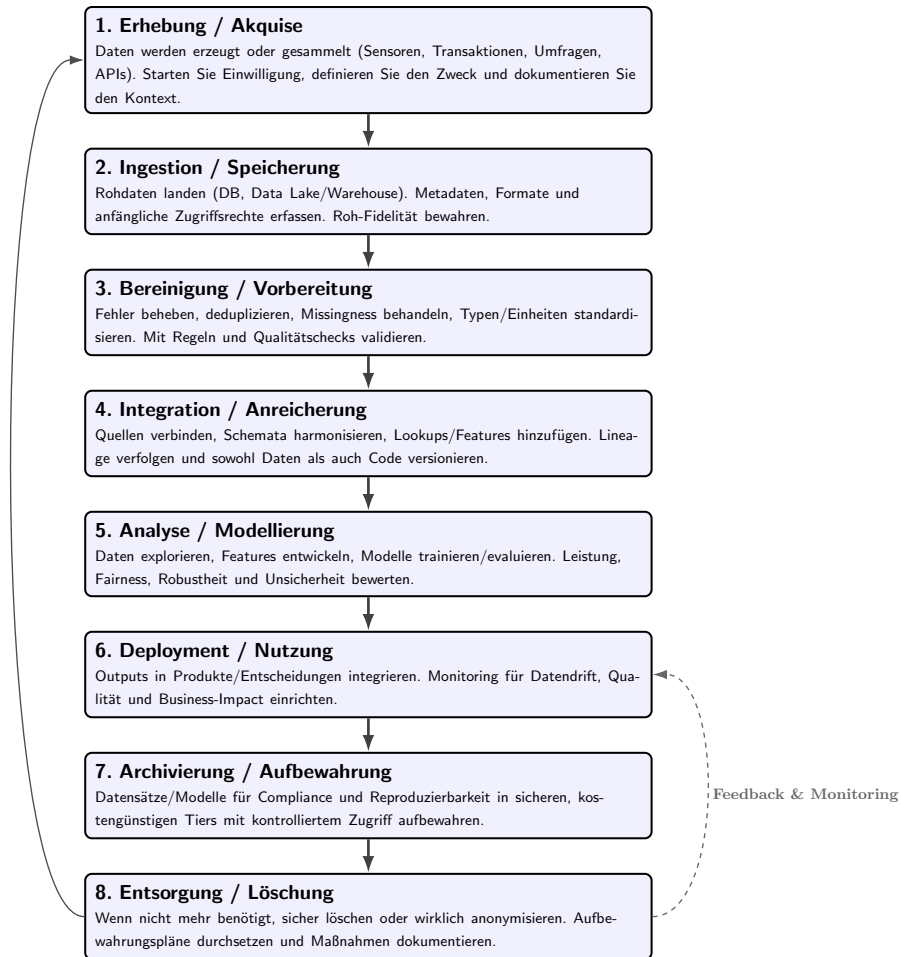 1. Erhebung / Akquise
Daten werden erzeugt oder gesammelt (Sensoren, Transaktionen, Umfragen,
APIs). Starten Sie Einwilligung, definieren Sie den Zweck und dokumentieren Sie
den Kontext.
2. Ingestion / Speicherung
Rohdaten landen (DB, Data Lake/Warehouse). Metadaten, Formate und
anfängliche Zugriffsrechte erfassen. Roh-Fidelität bewahren.
3. Bereinigung / Vorbereitung
Fehler beheben, deduplizieren, Missingness behandeln, Typen/Einheiten standardi-
sieren. Mit Regeln und Qualitätschecks validieren.
4. Integration / Anreicherung
Quellen verbinden, Schemata harmonisieren, Lookups/Features hinzufügen. Linea-
ge verfolgen und sowohl Daten als auch Code versionieren.
5. Analyse / Modellierung
Daten explorieren, Features entwickeln, Modelle trainieren/evaluieren. Leistung,
Fairness, Robustheit und Unsicherheit bewerten.
6. Deployment / Nutzung
Outputs in Produkte/Entscheidungen integrieren. Monitoring für Datendrift, Qua-
lität und Business-Impact einrichten.
7. Archivierung / Aufbewahrung
Datensätze/Modelle für Compliance und Reproduzierbarkeit in sicheren, kos-
tengünstigen Tiers mit kontrolliertem Zugriff aufbewahren.
Feedback & Monitoring
8. Entsorgung / Löschung
Wenn nicht mehr benötigt, sicher löschen oder wirklich anonymisieren. Aufbe-
wahrungspläne durchsetzen und Maßnahmen dokumentieren.